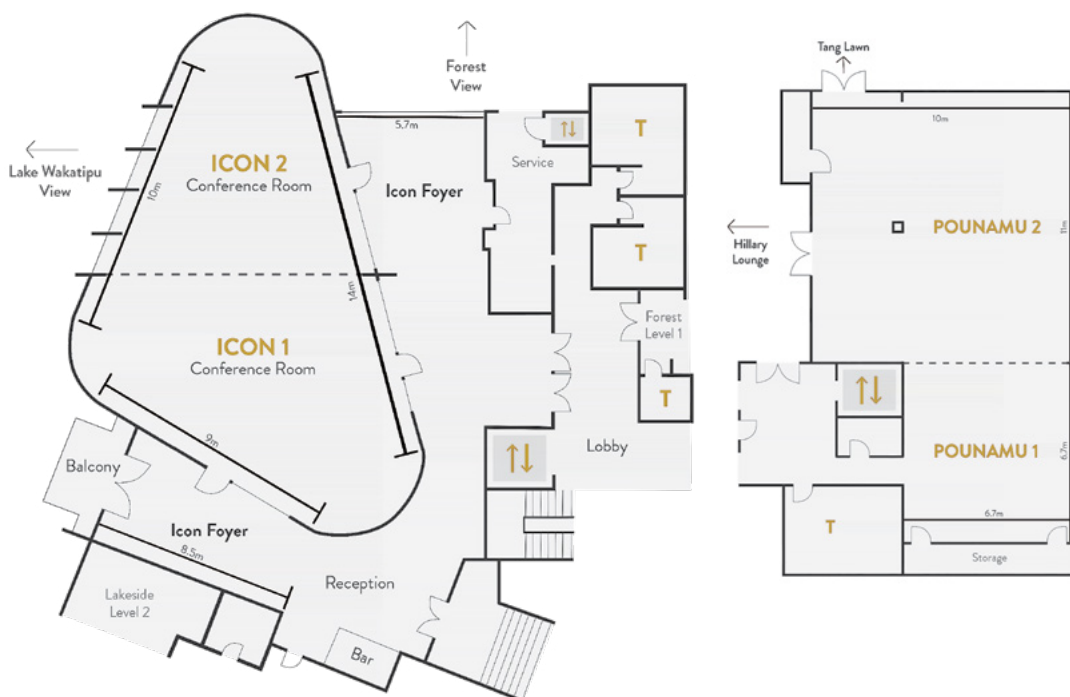 Forest
View
5.7m
T
Service
Lake Wakatipu
View
ICON 2
Conference Room
Icon Foyer
10m
T
14m
Forest
Level 1
ICON 1
Conference Room
T
9m
Lobby
Balcony
Icon Foyer
8.5m
Reception
Lakeside
Level 2
Bar
Tang Lawn
10m
POUNAMU 2
11m
Hillary
Lounge
POUNAMU 1
6.7m
6.7m
T
Storage